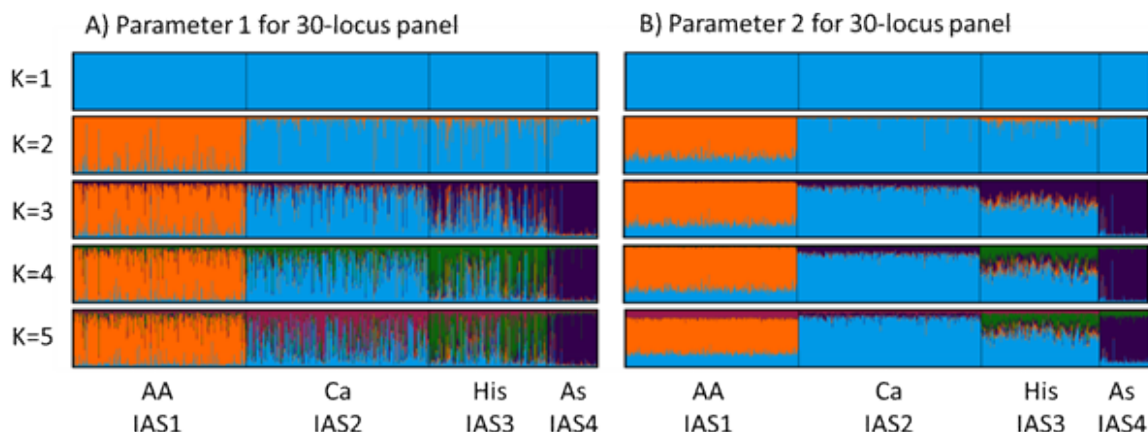 A) Parameter 1 for 30-locus panel B) Parameter 2 for 30-locus panel
K=1
K=2
K=3
K=4
K=5
AA Ca His As AA Ca His As
IAS1 IAS2 IAS3 IAS4 IAS1 IAS2 IAS3 IAS4